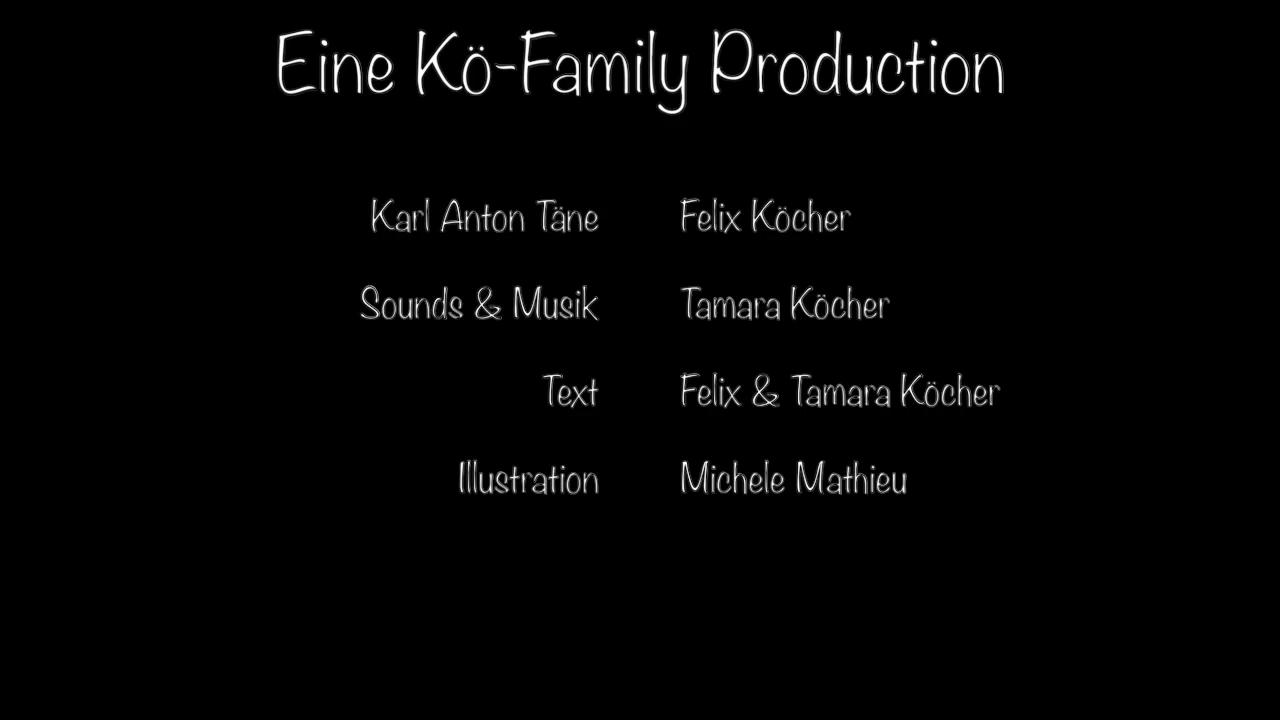 Eine Kö-Family Production
Karl Anton Täne Felix Köcher
Sounds & Musik Tamara Köcher
Text Felix & Tamara Köcher
Illustration Michele Mathieu